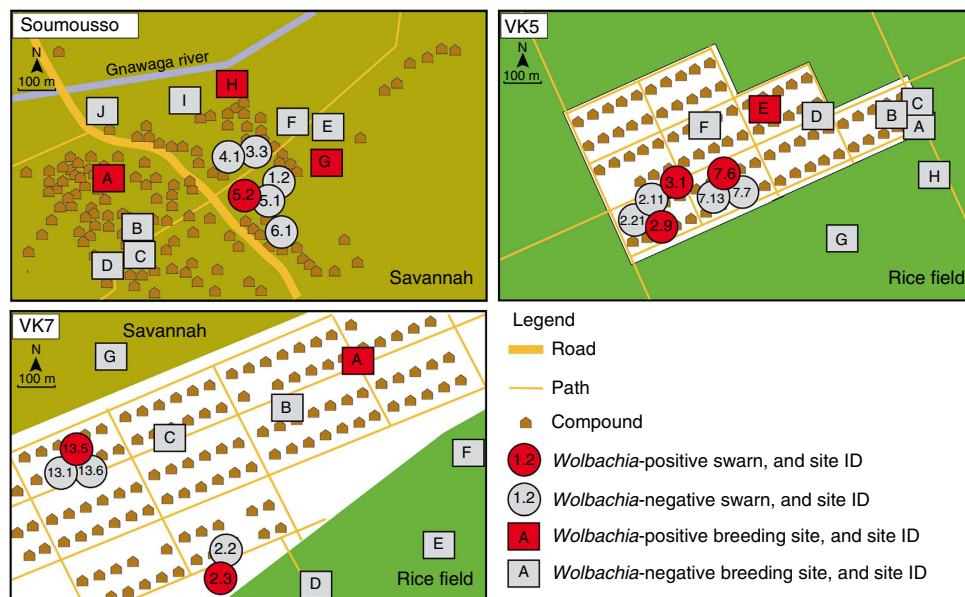 Soumousso
N
100 m
Gnawaga river
H
I
J
F
E
4.1
3.3
G
A
1.2
5.2
5.1
B
6.1
C
D
Savannah
VK5
N
100 m
E
F
D
B
C
A
7.6
3.1
H
2.11
7.13
7.7
2.21
2.9
G
Rice field
VK7
Savannah
N
100 m
G
A
B
C
13.5
13.1
13.6
F
2.2
E
2.3
D
Rice field
Legend
Road
Path
Compound
1.2 Wolbachia-positive swarn, and site ID
1.2 Wolbachia-negative swarn, and site ID
A Wolbachia-positive breeding site, and site ID
A Wolbachia-negative breeding site, and site ID